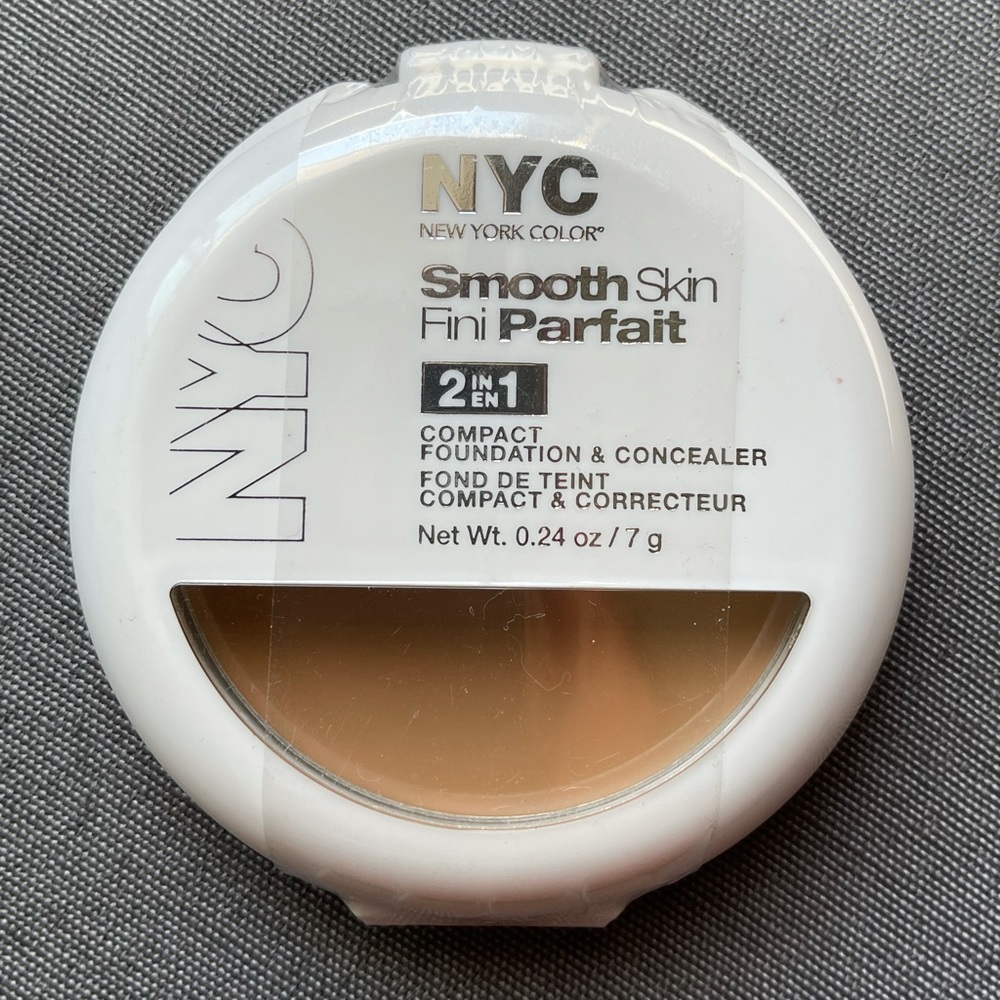 NYC
NYC
NEW YORK COLOR®
Smooth Skin
Fini Parfait
2 IN EN 1
COMPACT
FOUNDATION & CONCEALER
FOND DE TEINT
COMPACT & CORRECTEUR
Net Wt. 0.24 oz / 7 g